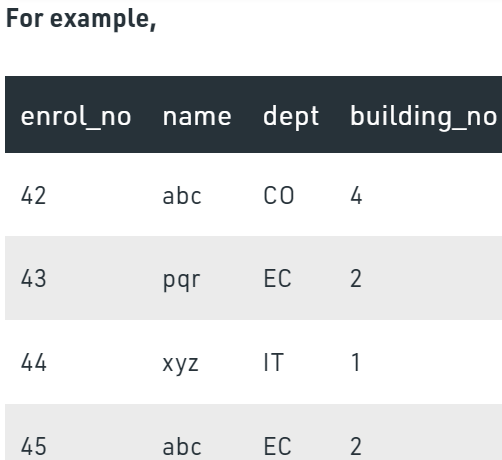 For example,
enrol_no name dept building_no
42 abc CO 4
43 pqr EC 2
44 xyz IT 1
45 abc EC 2